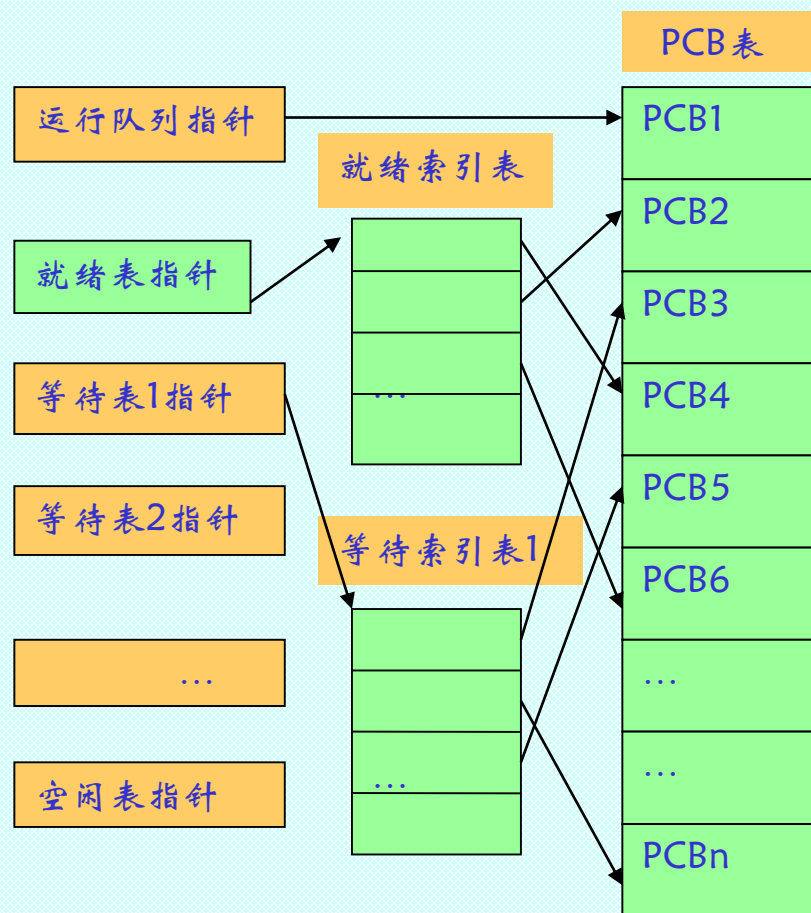 PCB表
运行队列指针
就绪索引表
就绪表指针
…
等待表1指针
等待表2指针
等待索引表1
…
…
空闲表指针
PCB1
PCB2
PCB3
PCB4
PCB5
PCB6
…
…
PCBn